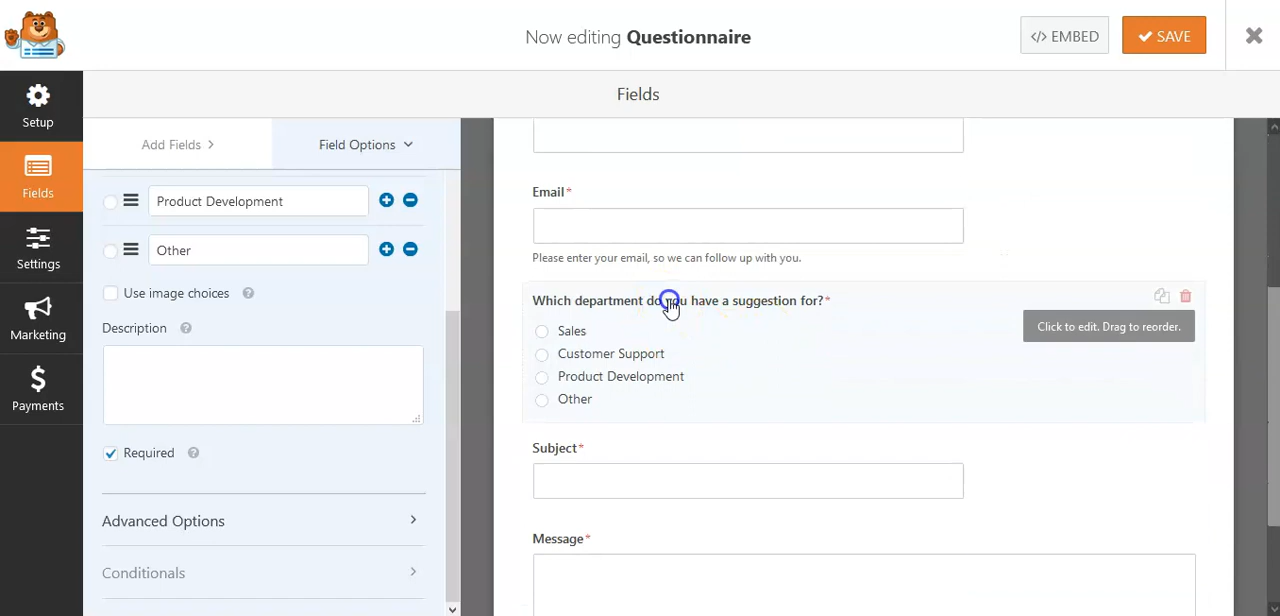 Now editing Questionnaire
</> EMBED
SAVE
Setup
Fields
Settings
Marketing
Payments
Fields
Add Fields
Field Options
Product Development
Other
Use image choices
Description
Required
Advanced Options
Conditionals
Email*
Please enter your email, so we can follow up with you.
Which department do you have a suggestion for?*
Click to edit. Drag to reorder.
Sales
Customer Support
Product Development
Other
Subject*
Message*